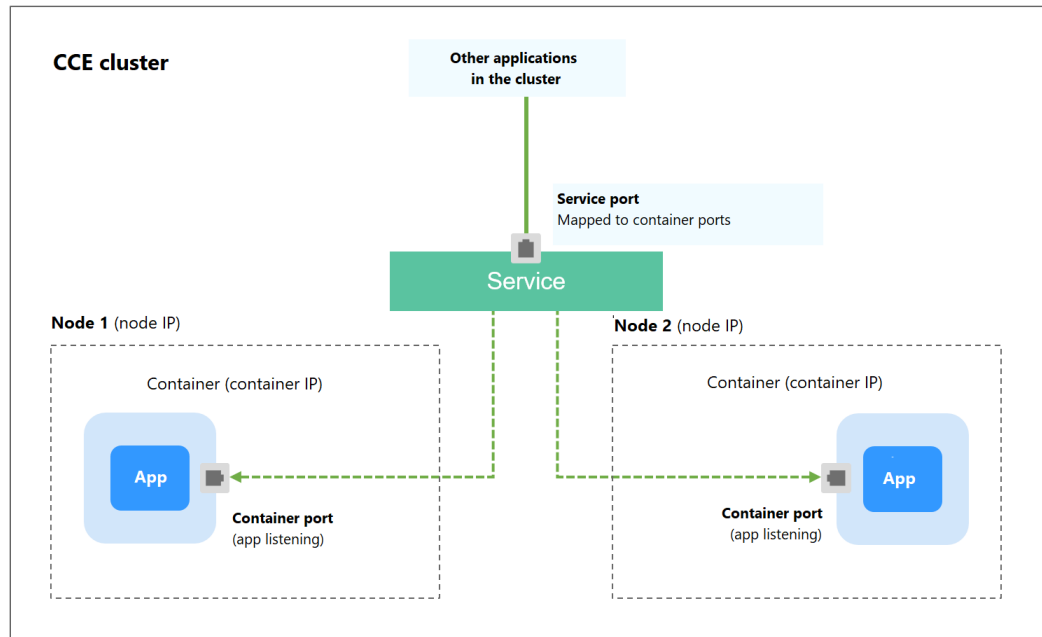 CCE cluster
Other applications
in the cluster
Service port
Mapped to container ports
Service
Node 1 (node IP)
Container (container IP)
App
Container port
(app listening)
Node 2 (node IP)
Container (container IP)
App
Container port
(app listening)